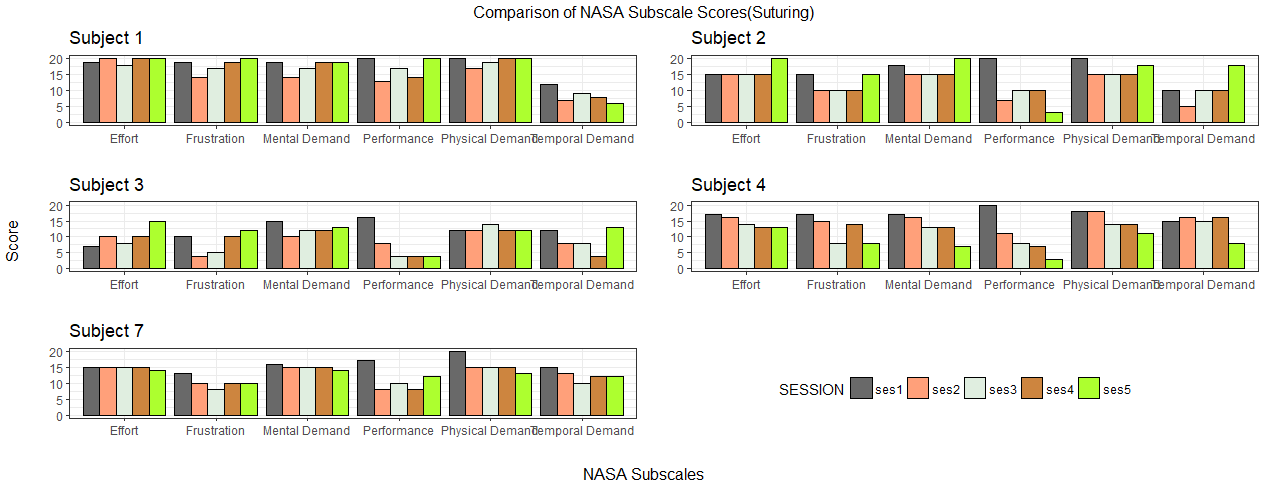 Comparison of NASA Subscale Scores(Suturing)
Subject 1
20
15
10
5
0
Effort Frustration Mental Demand Performance Physical Demand Temporal Demand
Subject 2
20
15
10
5
0
Effort Frustration Mental Demand Performance Physical Demand Temporal Demand
Subject 3
20
15
10
5
0
Effort Frustration Mental Demand Performance Physical Demand Temporal Demand
Subject 4
20
15
10
5
0
Effort Frustration Mental Demand Performance Physical Demand Temporal Demand
Score
Subject 7
20
15
10
5
0
Effort Frustration Mental Demand Performance Physical Demand Temporal Demand
SESSION ses1 ses2 ses3 ses4 ses5
NASA Subscales